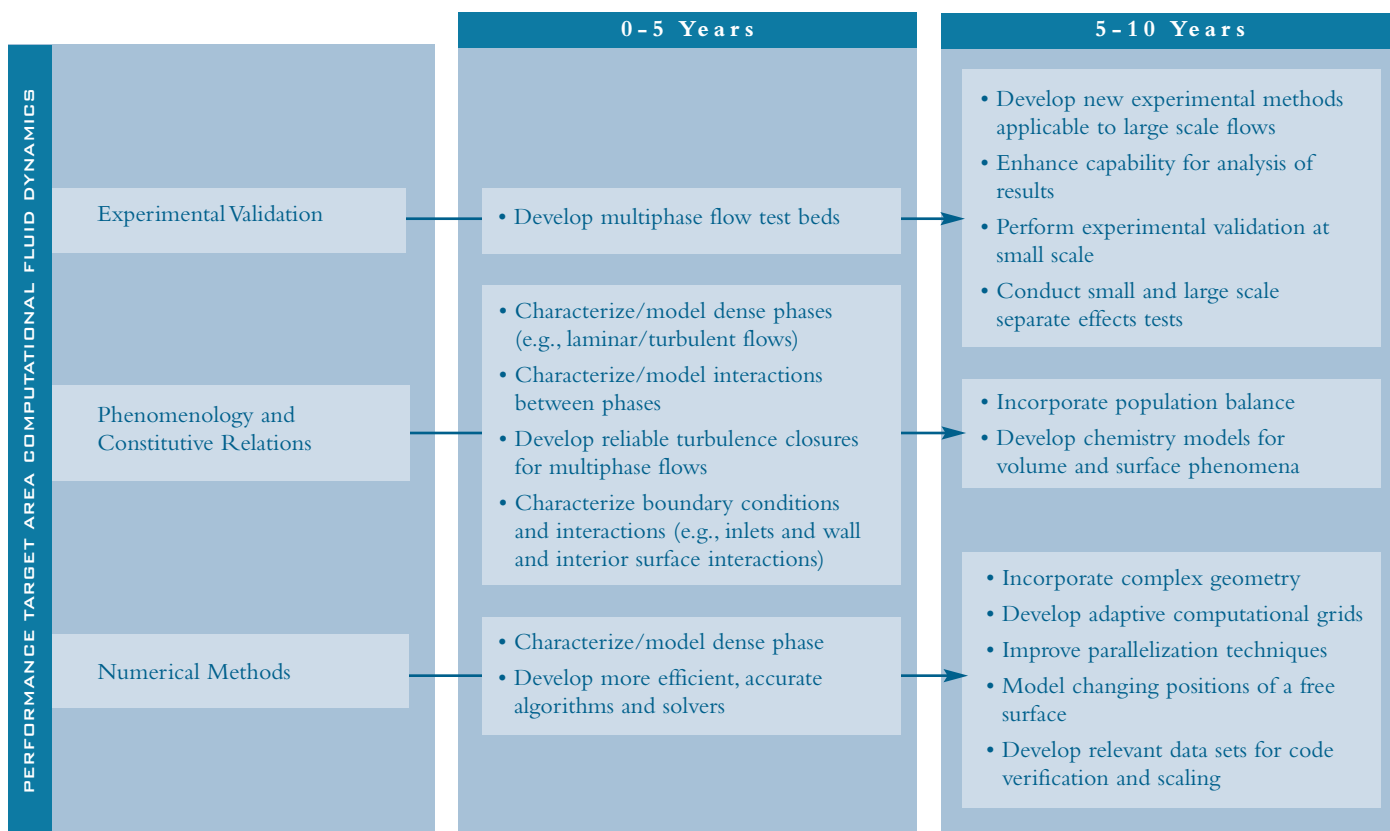 PERFORMANCE TARGET AREA COMPUTATIONAL FLUID DYNAMICS
0-5 Years
5-10 Years
Experimental Validation
• Develop multiphase flow test beds
• Develop new experimental methods
applicable to large scale flows
• Enhance capability for analysis of
results
• Perform experimental validation at
small scale
• Conduct small and large scale
separate effects tests
Phenomenology and
Constitutive Relations
• Characterize/model dense phases
(e.g., laminar/turbulent flows)
• Characterize/model interactions
between phases
• Develop reliable turbulence closures
for multiphase flows
• Characterize boundary conditions
and interactions (e.g., inlets and wall
and interior surface interactions)
• Incorporate population balance
• Develop chemistry models for
volume and surface phenomena
Numerical Methods
• Characterize/model dense phase
• Develop more efficient, accurate
algorithms and solvers
• Incorporate complex geometry
• Develop adaptive computational grids
• Improve parallelization techniques
• Model changing positions of a free
surface
• Develop relevant data sets for code
verification and scaling